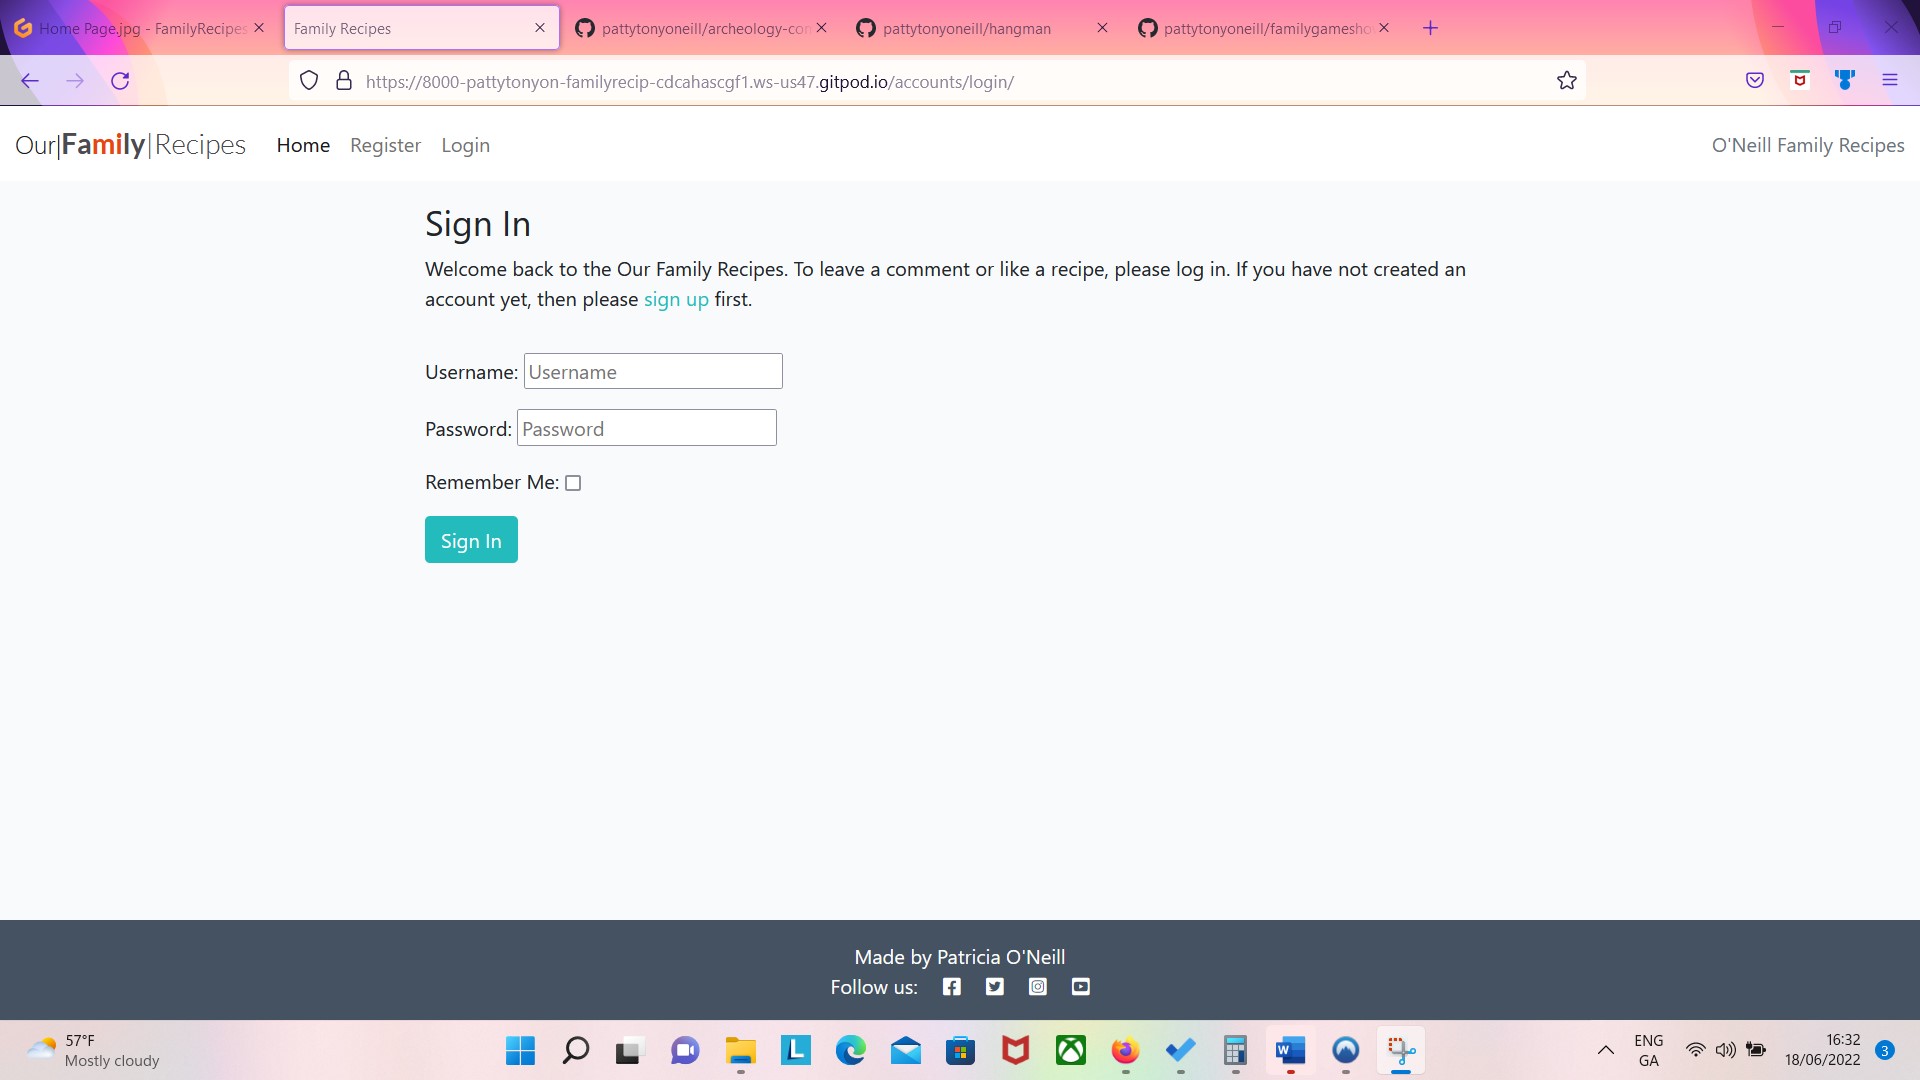 Home Page.jpg - FamilyRecipes
Family Recipes
pattytonyoneill/archeology-con
pattytonyoneill/hangman
pattytonyoneill/familygamesho
https://8000-pattytonyon-familyrecip-cdcahascgf1.ws-us47.gitpod.io/accounts/login/
Our|Family|Recipes Home Register Login O'Neill Family Recipes
Sign In
Welcome back to the Our Family Recipes. To leave a comment or like a recipe, please log in. If you have not created an
account yet, then please sign up first.
Username: Username
Password: Password
Remember Me:
Sign In
Made by Patricia O'Neill
Follow us:
57°F
Mostly cloudy
L
W
ENG
GA
16:32
18/06/2022
3